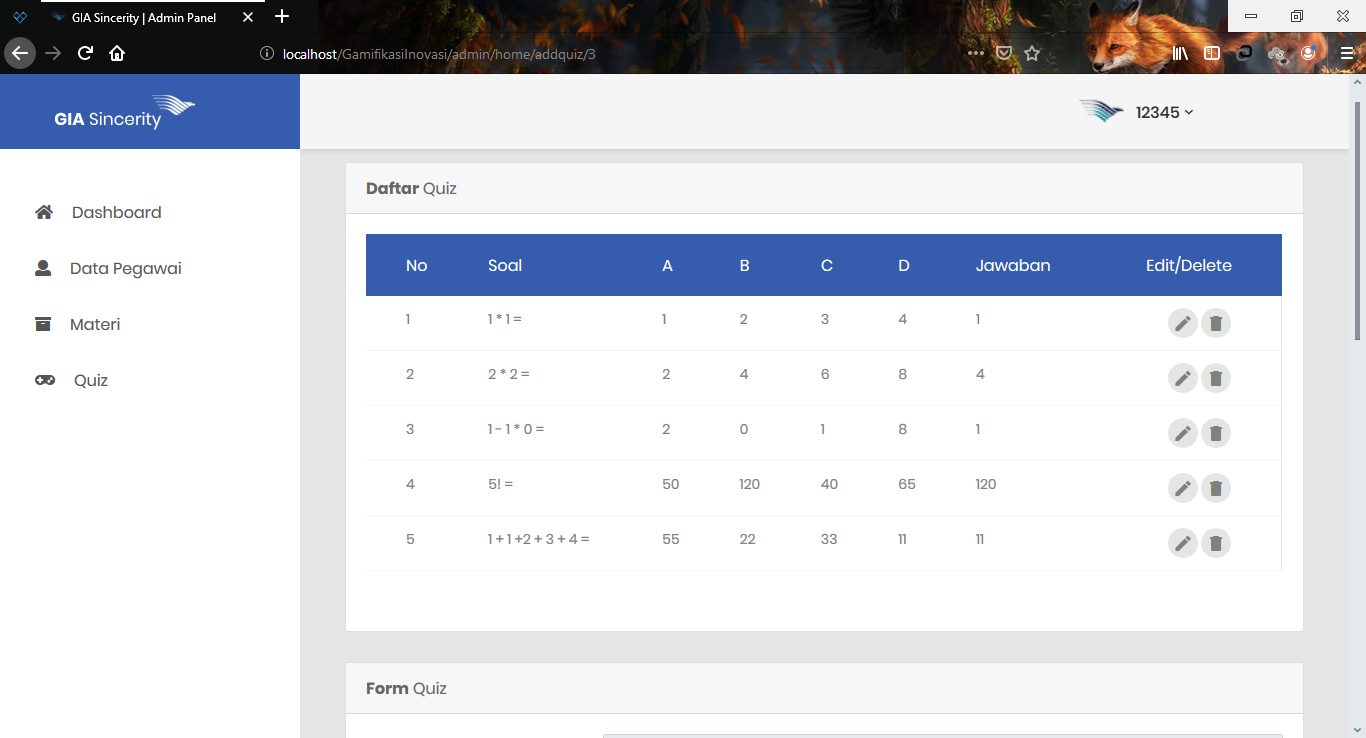 GIA Sincerity | Admin Panel
localhost/GamifikasiInovasi/admin/home/addquiz/3
GIA Sincerity
12345
Dashboard
Data Pegawai
Materi
Quiz
Daftar Quiz
No Soal A B C D Jawaban Edit/Delete
1 1 * 1 = 1 2 3 4 1
2 2 * 2 = 2 4 6 8 4
3 1 - 1 * 0 = 2 0 1 8 1
4 5! = 50 120 40 65 120
5 1 + 1 +2 + 3 + 4 = 55 22 33 11 11
Form Quiz